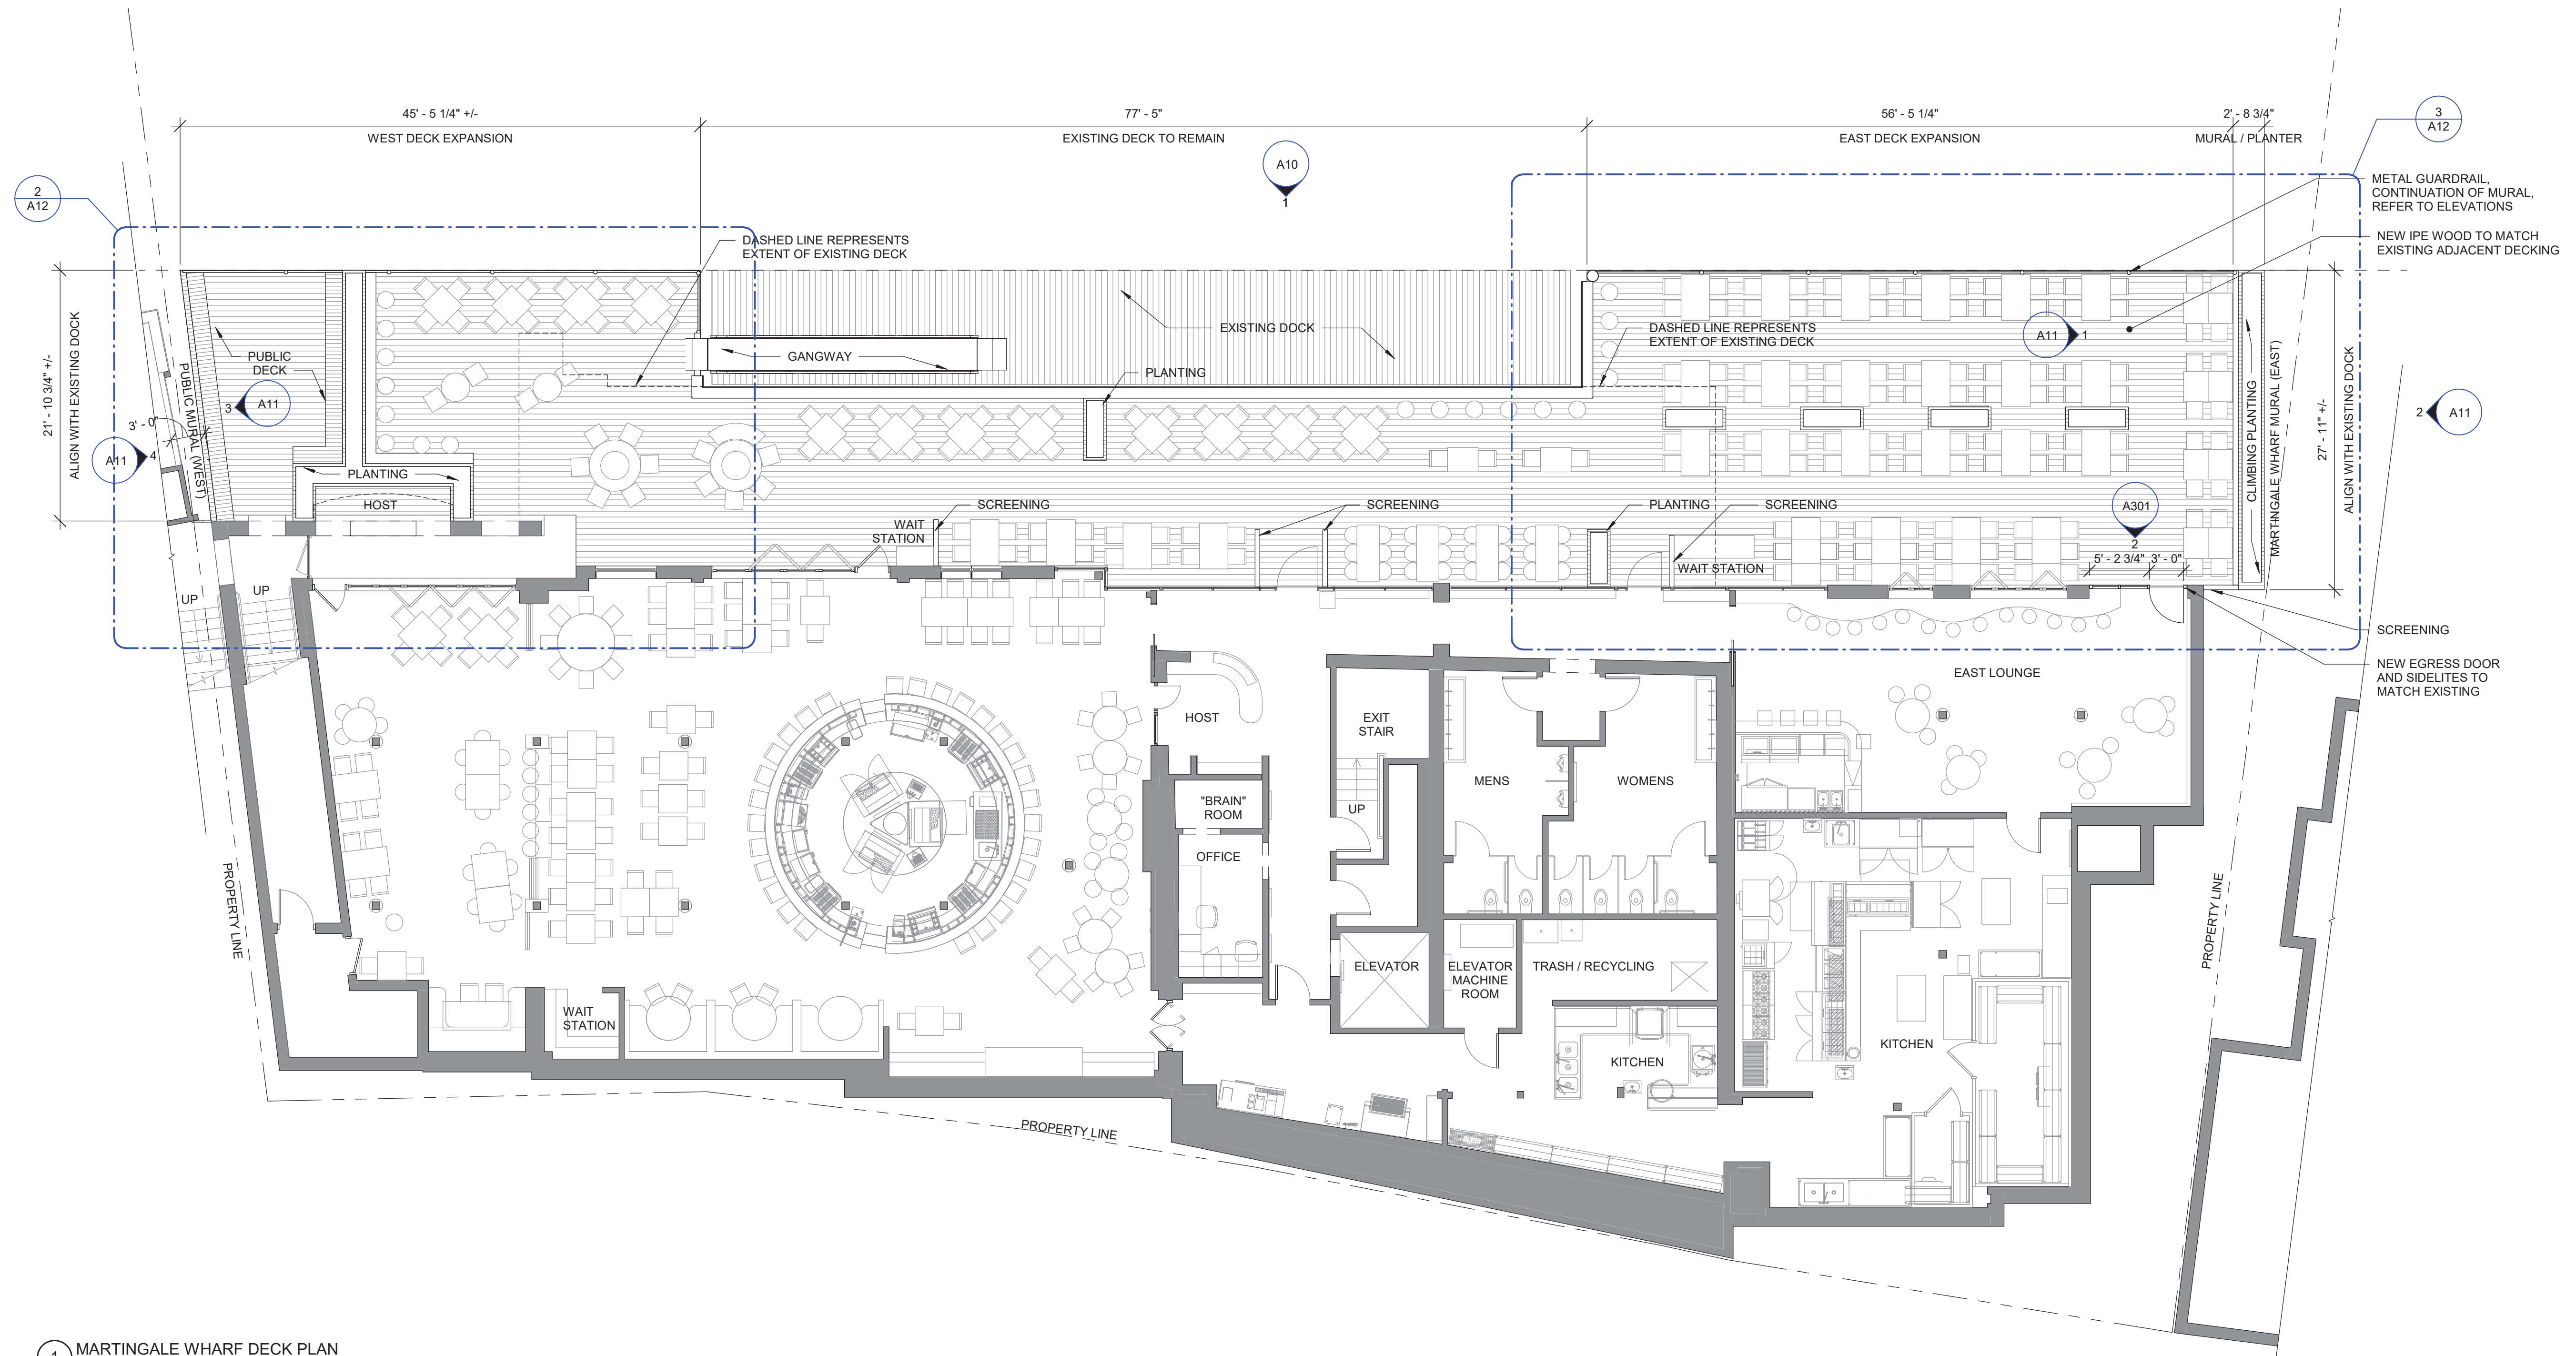 45' - 5 1/4" +/-
WEST DECK EXPANSION
77' - 5"
EXISTING DECK TO REMAIN
56' - 5 1/4"
EAST DECK EXPANSION
2' - 8 3/4"
MURAL / PLANTER
3
A12
2
A12
A10
1
METAL GUARDRAIL,
CONTINUATION OF MURAL,
REFER TO ELEVATIONS
NEW IPE WOOD TO MATCH
EXISTING ADJACENT DECKING
DASHED LINE REPRESENTS
EXTENT OF EXISTING DECK
EXISTING DOCK
DASHED LINE REPRESENTS
EXTENT OF EXISTING DECK
A11
1
PUBLIC
DECK
GANGWAY
PLANTING
21' - 10 3/4" +/-
ALIGN WITH EXISTING DOCK
PUBLIC MURAL (WEST)
3' - 0"
3
A11
A11
4
2
A11
CLIMBING PLANTING
MARTINGALE WHARF MURAL (EAST)
27' - 11" +/-
ALIGN WITH EXISTING DOCK
PLANTING
HOST
SCREENING
WAIT
STATION
SCREENING
PLANTING
SCREENING
WAIT STATION
A301
2
5' - 2 3/4"
3' - 0"
UP
UP
SCREENING
NEW EGRESS DOOR
AND SIDELITES TO
MATCH EXISTING
EAST LOUNGE
HOST
EXIT
STAIR
MENS
WOMENS
"BRAIN"
ROOM
UP
OFFICE
PROPERTY LINE
PROPERTY LINE
ELEVATOR
ELEVATOR
MACHINE
ROOM
TRASH / RECYCLING
WAIT
STATION
KITCHEN
KITCHEN
PROPERTY LINE
1
MARTINGALE WHARF DECK PLAN